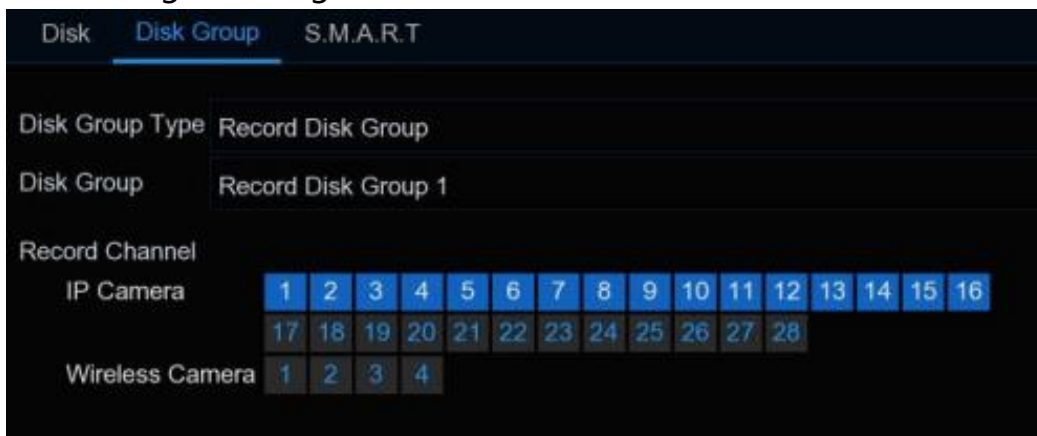 Disk Disk Group S.M.A.R.T
Disk Group Type Record Disk Group
Disk Group Record Disk Group 1
Record Channel
IP Camera 1 2 3 4 5 6 7 8 9 10 11 12 13 14 15 16
17 18 19 20 21 22 23 24 25 26 27 28
Wireless Camera 1 2 3 4